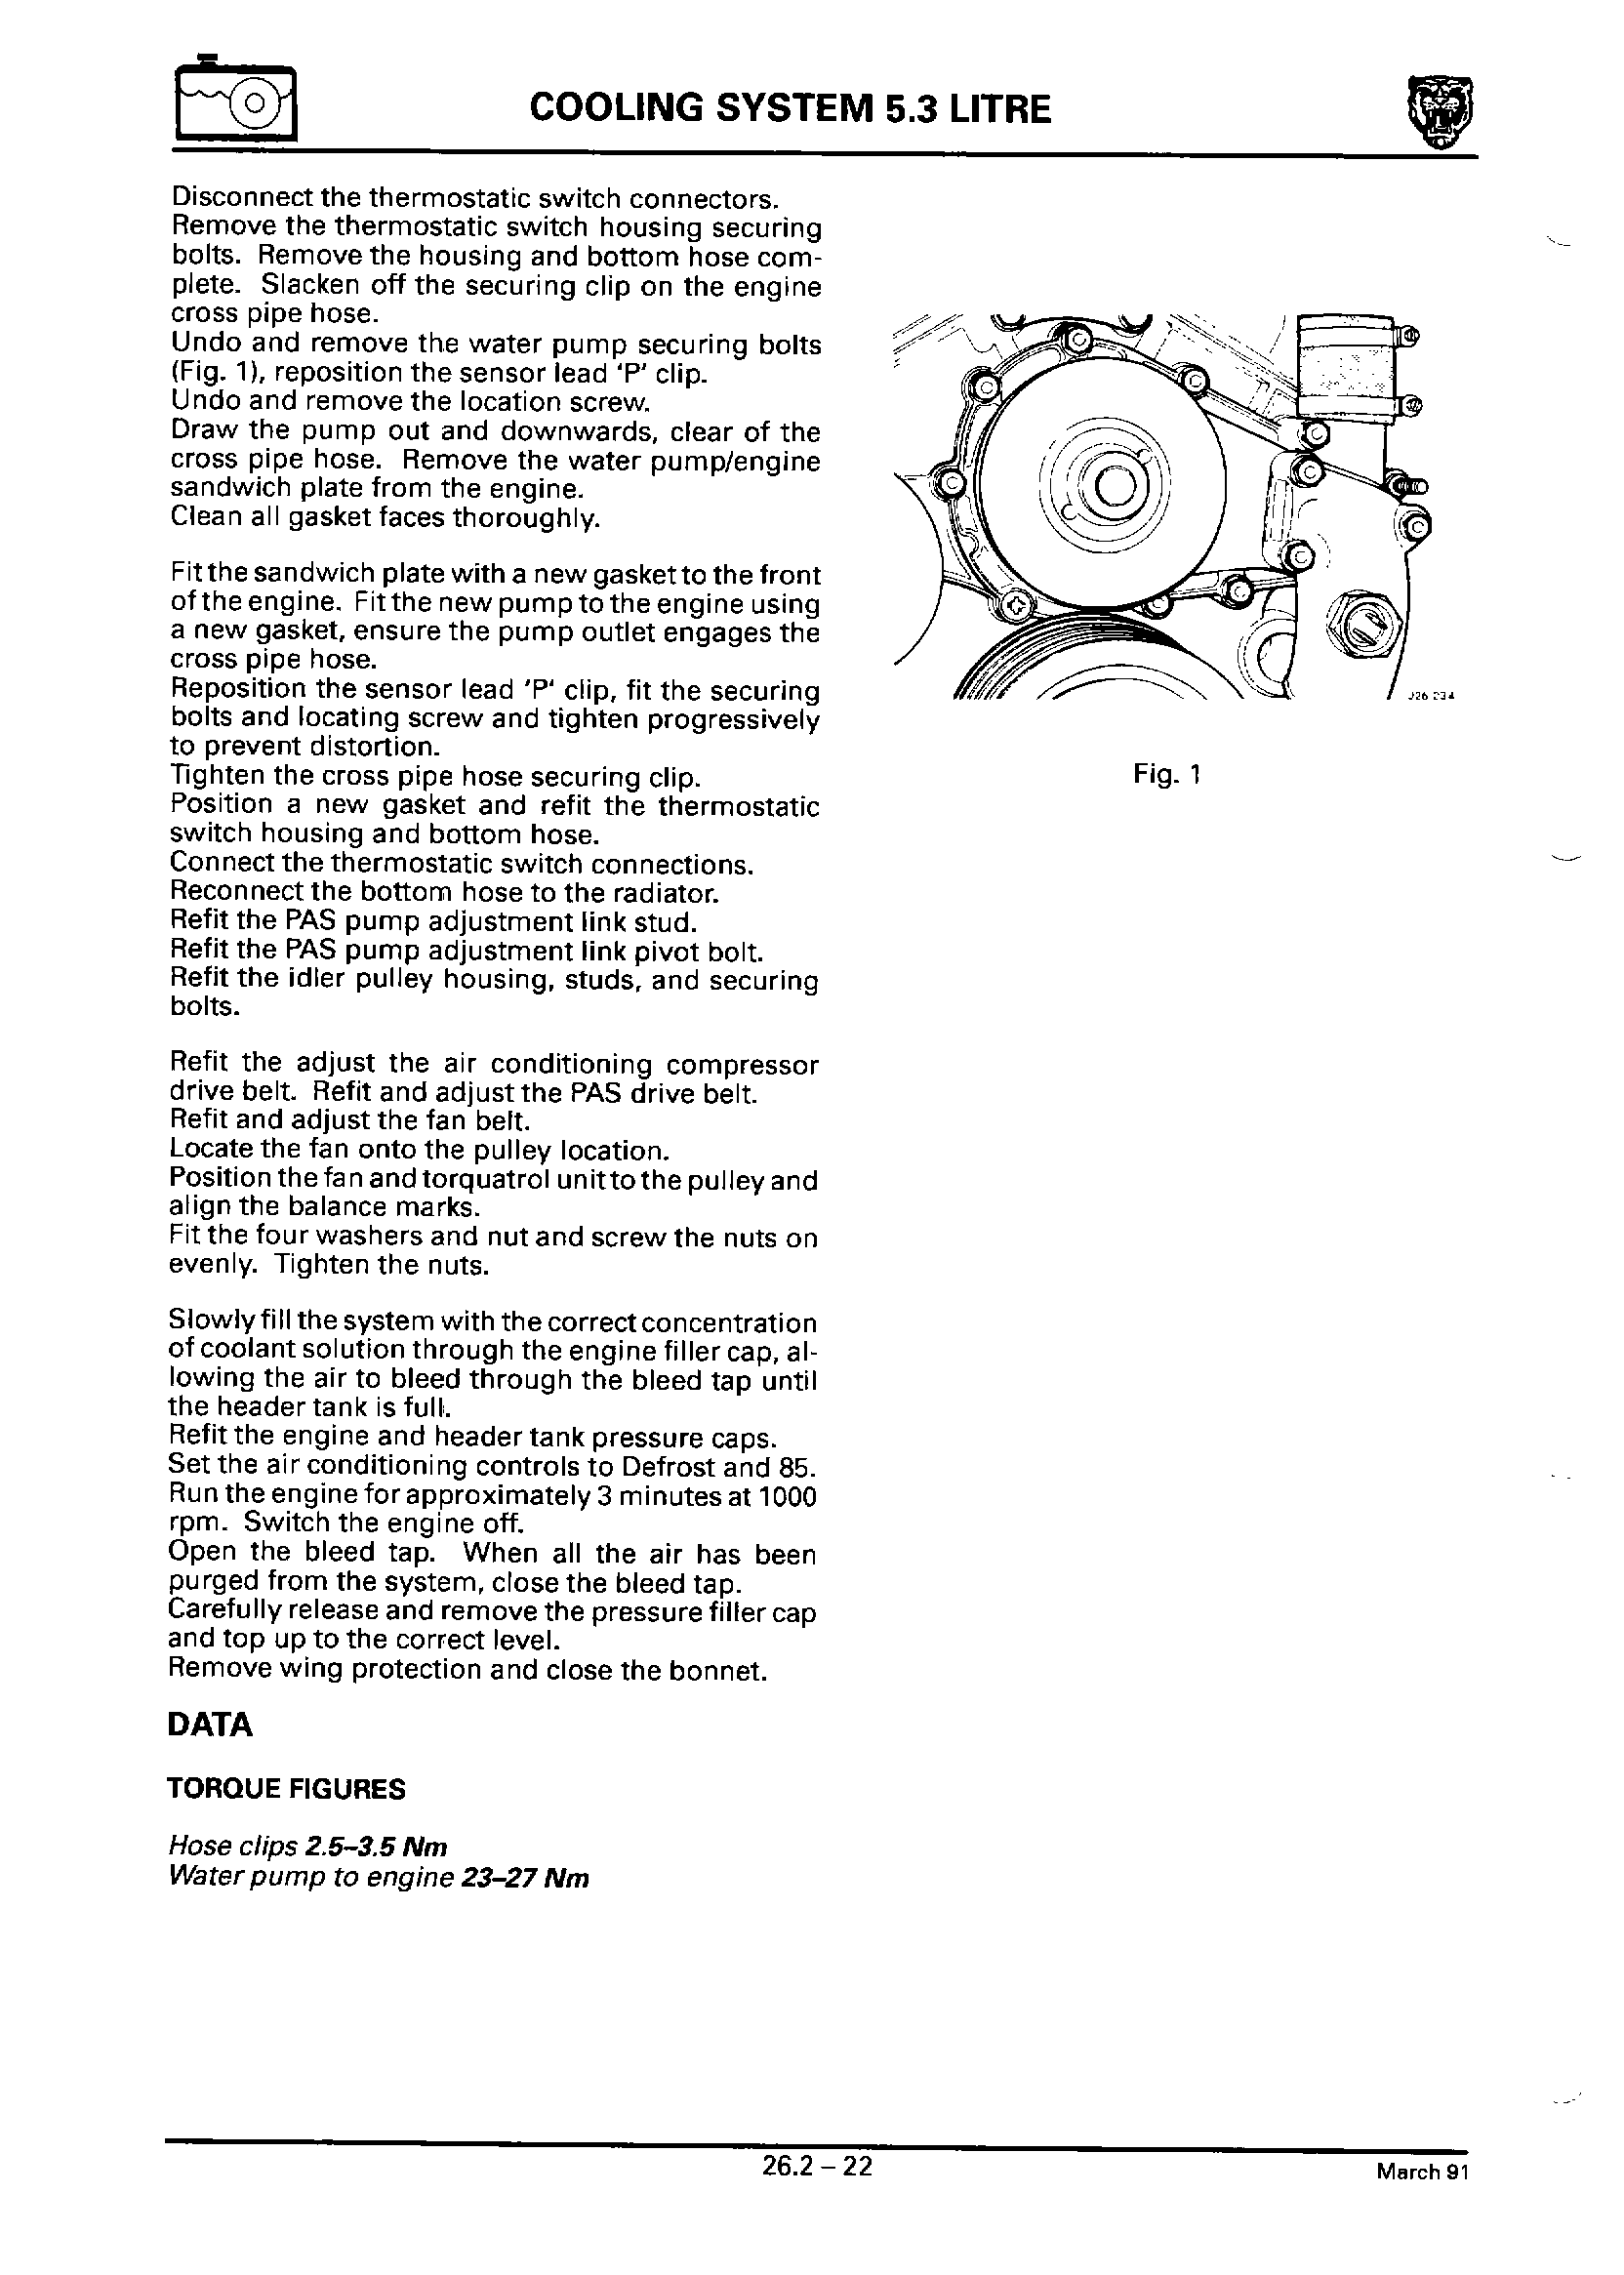 COOLING SYSTEM 5.3 LITRE
Disconnect the thermostatic switch connectors.
Remove the thermostatic switch housing securing
bolts. Remove the housing and bottom hose com-
plete. Slacken off the securing clip on the engine
cross pipe hose.
Undo and remove the water pump securing bolts
(Fig. 1), reposition the sensor lead 'P' clip.
Undo and remove the location screw.
Draw the pump out and downwards, clear of the
cross pipe hose. Remove the water pump/engine
sandwich plate from the engine.
Clean all gasket faces thoroughly.
Fit the sandwich plate with a new gasket to the front
of the engine. Fit the new pump to the engine using
a new gasket, ensure the pump outlet engages the
cross pipe hose.
Reposition the sensor lead 'P' clip, fit the securing
bolts and locating screw and tighten progressively
to prevent distortion.
Tighten the cross pipe hose securing clip.
Position a new gasket and refit the thermostatic
switch housing and bottom hose.
Connect the thermostatic switch connections.
Reconnect the bottom hose to the radiator.
Refit the PAS pump adjustment link stud.
Refit the PAS pump adjustment link pivot bolt.
Refit the idler pulley housing, studs, and securing
bolts.
Refit the adjust the air conditioning compressor
drive belt. Refit and adjust the PAS drive belt.
Refit and adjust the fan belt.
Locate the fan onto the pulley location.
Position the fan and torquatrol unit to the pulley and
align the balance marks.
Fit the four washers and nut and screw the nuts on
evenly. Tighten the nuts.
Slowly fill the system with the correct concentration
of coolant solution through the engine filler cap, al-
lowing the air to bleed through the bleed tap until
the header tank is full.
Refit the engine and header tank pressure caps.
Set the air conditioning controls to Defrost and 85.
Run the engine for approximately 3 minutes at 1000
rpm. Switch the engine off.
Open the bleed tap. When all the air has been
purged from the system, close the bleed tap.
Carefully release and remove the pressure filler cap
and top up to the correct level.
Remove wing protection and close the bonnet.
DATA
TORQUE FIGURES
Hose clips 2.5–3.5 Nm
Water pump to engine 23–27 Nm
J26 234
Fig. 1
26.2 – 22
March 91